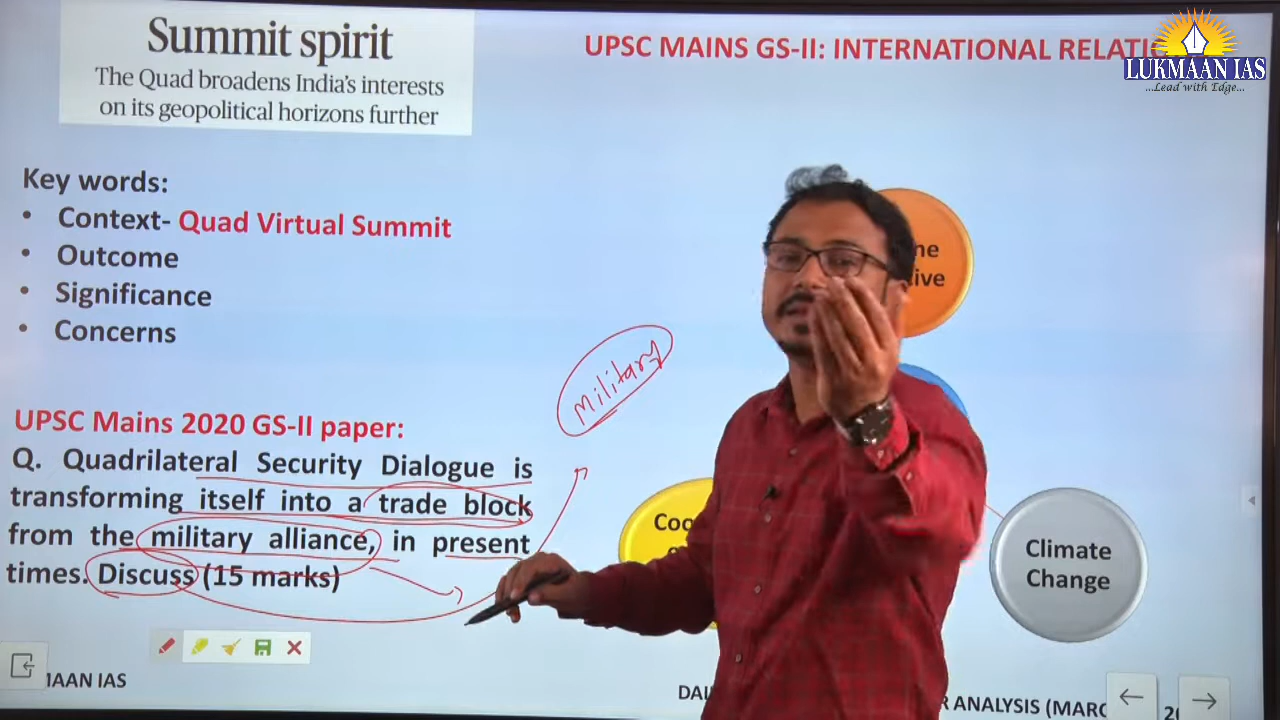 Summit spirit
The Quad broadens India's interests
on its geopolitical horizons further
UPSC MAINS GS-II: INTERNATIONAL
LUKMAAN IAS
...Lead with Edge...
Key words:
• Context- Quad Virtual Summit
• Outcome
• Significance
• Concerns
Military
UPSC Mains 2020 GS-II paper:
Q. Quadrilateral Security Dialogue is
transforming itself into a trade block
from the military alliance, in present
times. Discuss (15 marks)
Climate
Change
IAS
ANALYSIS